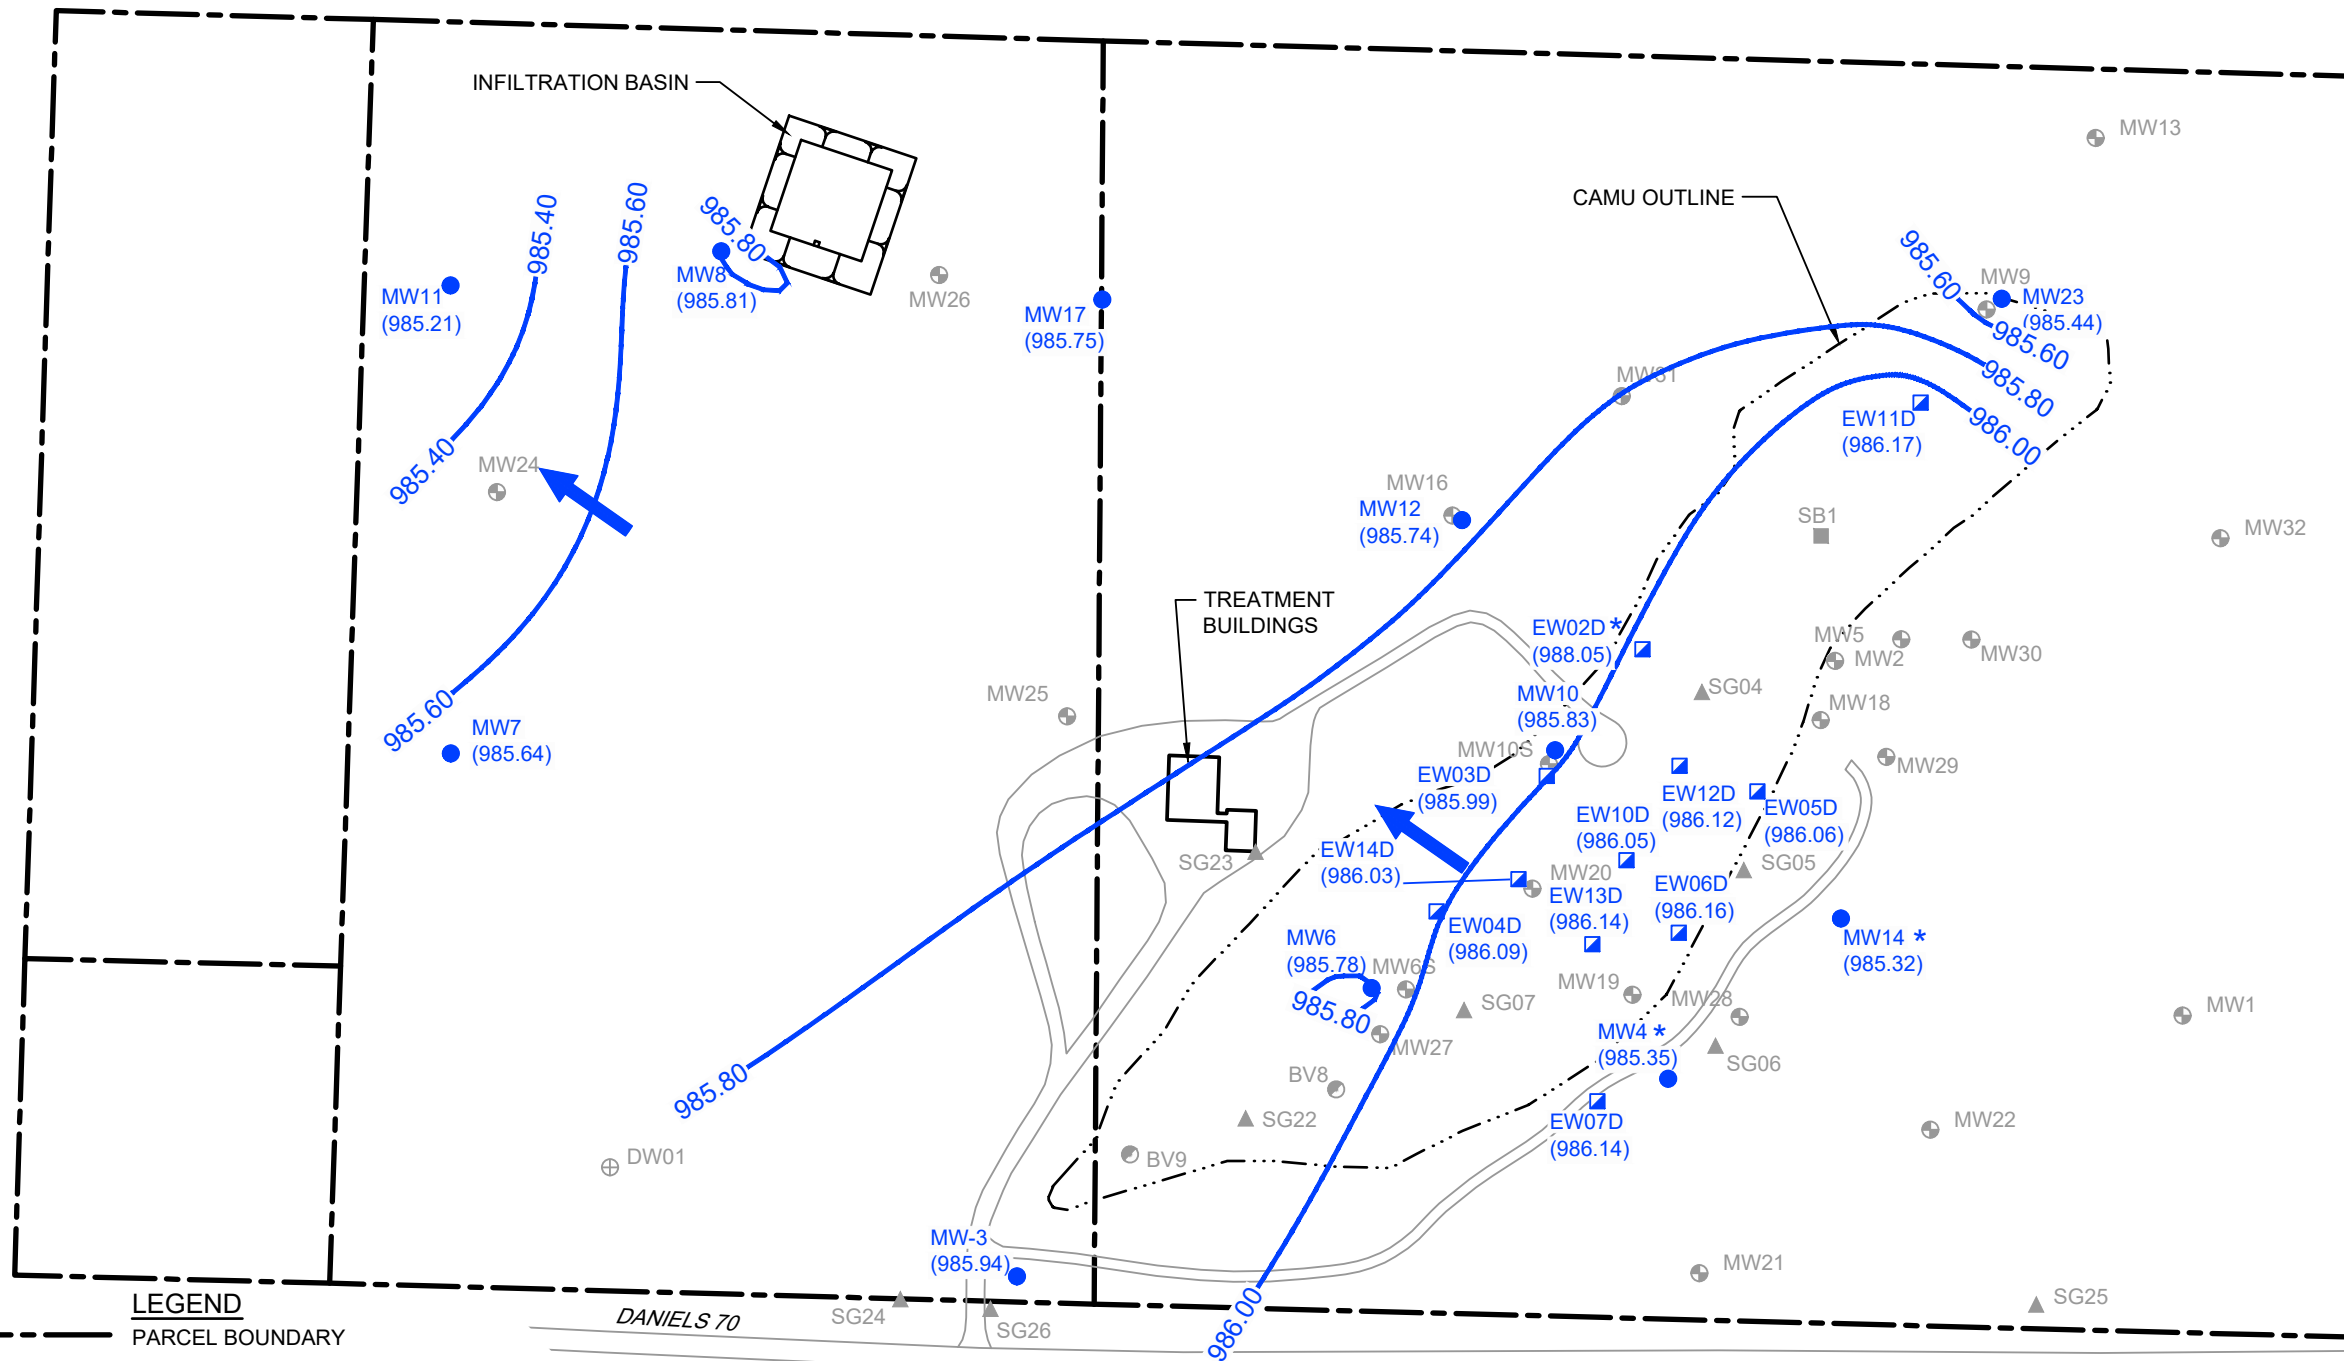 INFILTRATION BASIN
MW13
CAMU OUTLINE
985.40
985.60
985.80
MW8
(985.81)
MW26
MW11
(985.21)
MW17
(985.75)
985.60
MW9
MW23
(985.44)
985.60
985.80
986.00
MW31
EW11D
(986.17)
985.40
MW24
MW16
MW12
(985.74)
SB1
MW32
TREATMENT
BUILDINGS
EW02D *
(988.05)
MW5
MW2
MW30
MW25
MW10
(985.83)
SG04
MW18
985.60
MW7
(985.64)
MW10S
EW03D
(985.99)
MW29
EW12D
(986.12)
EW05D
(986.06)
EW10D
(986.05)
SG23
EW14D
(986.03)
MW20
SG05
EW13D
(986.14)
EW06D
(986.16)
EW04D
(986.09)
MW6
(985.78)
MW6S
MW14 *
(985.32)
985.80
SG07
MW19
MW28
MW1
MW27
MW4 *
(985.35)
SG06
985.80
BV8
SG22
EW07D
(986.14)
MW22
DW01
BV9
MW-3
(985.94)
MW21
986.00
SG24
SG26
SG25
DANIELS 70
LEGEND
PARCEL BOUNDARY